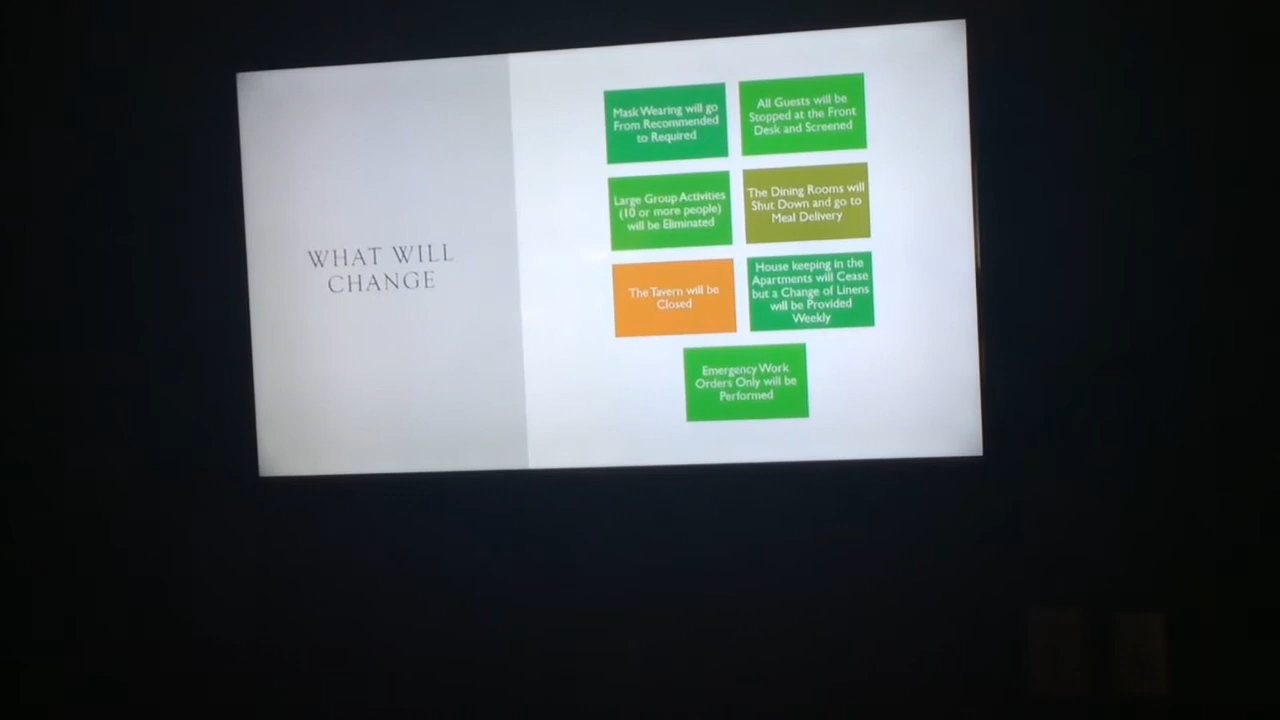 WHAT WILL
CHANGE
Mask Wearing will go
From Recommended
to Required
All Guests will be
Stopped at the Front
Desk and Screened
Large Group Activities
(10 or more people)
will be Eliminated
The Dining Rooms will
Shut Down and go to
Meal Delivery
The Tavern will be
Closed
House keeping in the
Apartments will Cease
but a Change of Linens
will be Provided
Weekly
Emergency Work
Orders Only will be
Performed